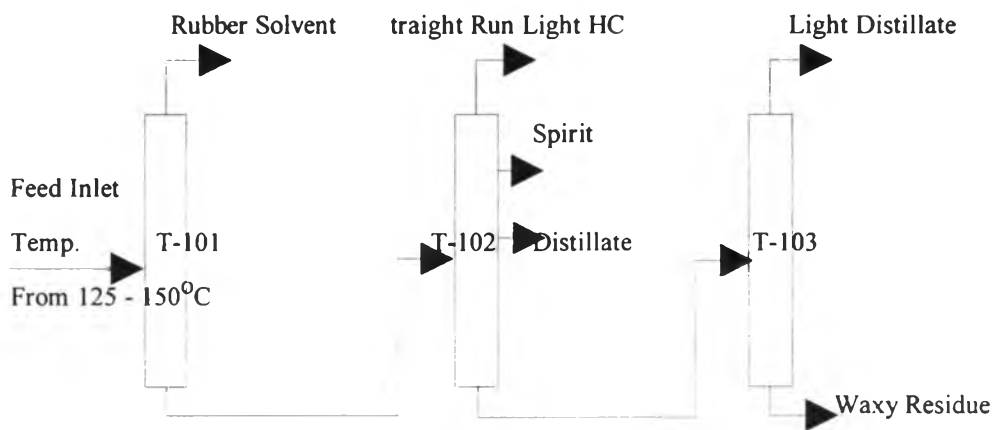 Rubber Solvent
traight Run Light HC
Light Distillate
Spirit
Feed Inlet
Temp.
T-101
T-102
Distillate
T-103
From 125 - 150°C
Waxy Residue